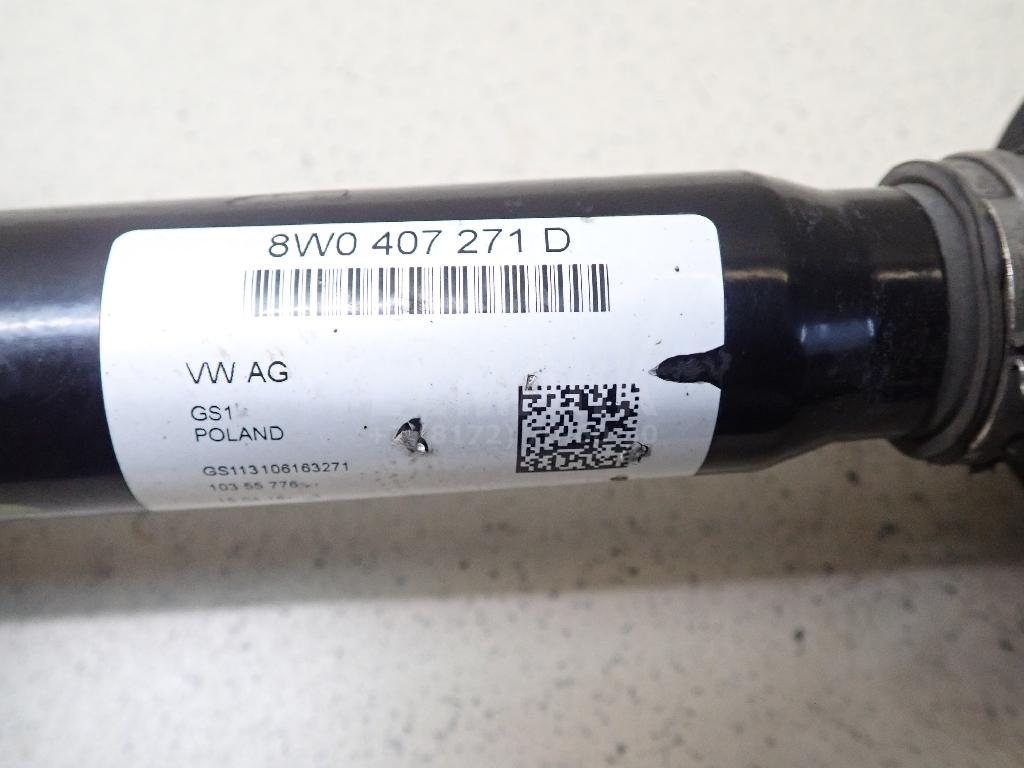 8W0 407 271 D
VW AG
GS1
POLAND
GS113106163271
103 55 776